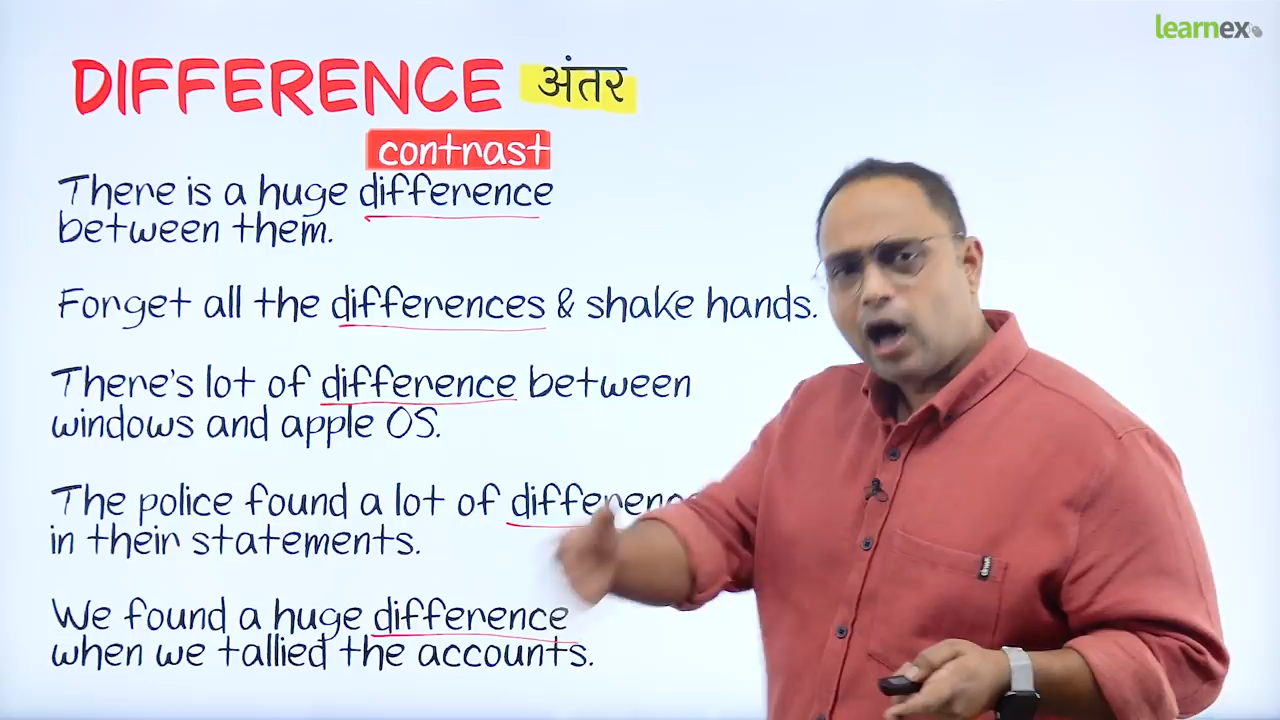 learnex
DIFFERENCE अंतर
contrast
There is a huge difference
between them.
Forget all the differences & shake hands.
There's lot of difference between
windows and apple OS.
The police found a lot of
in their statements.
We found a huge difference
when we tallied the accounts.